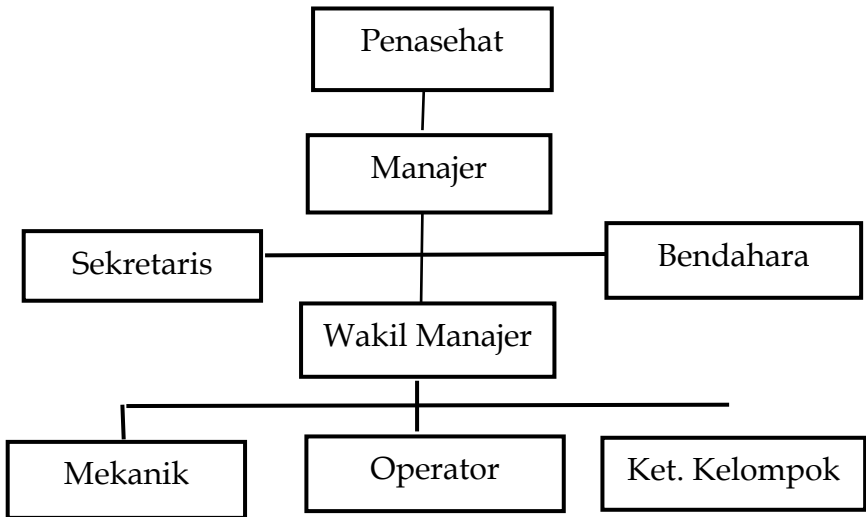 Penasehat
Manajer
Sekretaris
Bendahara
Wakil Manajer
Mekanik
Operator
Ket. Kelompok